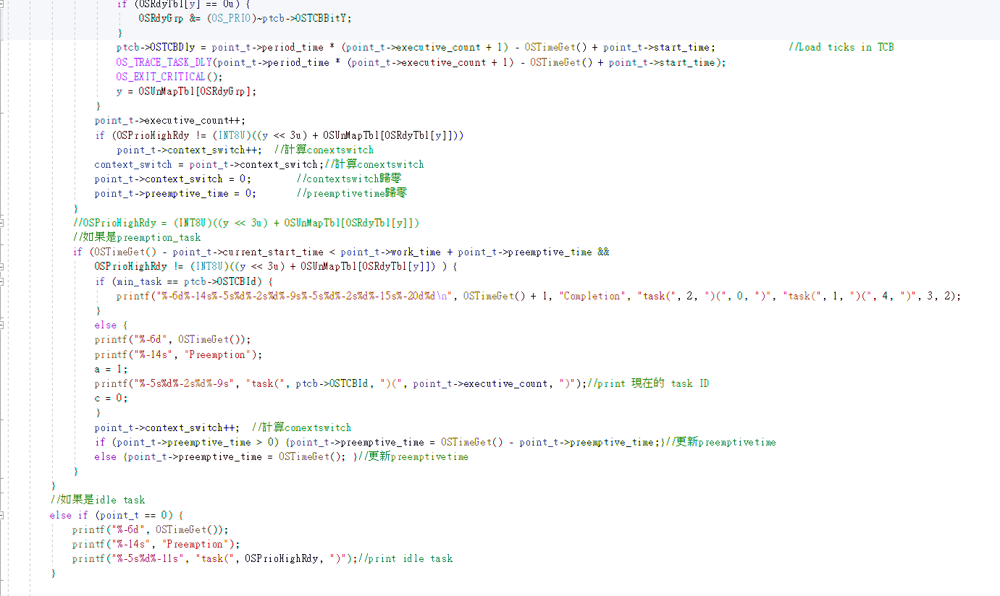 if (OSRdyTbl[y] == 0u) {
OSRdyGrp &= (OS_PRIO)~ptcb->OSTCBBitY;
}
ptcb->OSTCBDly = point_t->period_time * (point_t->executive_count + 1) - OSTimeGet() + point_t->start_time; //Load ticks in TCB
OS_TRACE_TASK_DLY(point_t->period_time * (point_t->executive_count + 1) - OSTimeGet() + point_t->start_time);
OS_EXIT_CRITICAL();
y = OSUnMapTbl[OSRdyGrp];
}
point_t->executive_count++;
if (OSPrioHighRdy != (INT8U)((y << 3u) + OSUnMapTbl[OSRdyTbl[y]]))
point_t->context_switch++; //計算conextswitch
context_switch = point_t->context_switch;//計算conextswitch
point_t->context_switch = 0; //contextswitch歸零
point_t->preemptive_time = 0; //preemptivetime歸零
}
//OSPrioHighRdy = (INT8U)((y << 3u) + OSUnMapTbl[OSRdyTbl[y]])
//如果是preemption_task
if (OSTimeGet() - point_t->current_start_time < point_t->work_time + point_t->preemptive_time &&
OSPrioHighRdy != (INT8U)((y << 3u) + OSUnMapTbl[OSRdyTbl[y]]) ) {
if (min_task == ptcb->OSTCBId) {
printf("%-6d%-14s%-5s%d%-2s%d%-9s%-5s%d%-2s%d%-15s%-20d%d\n", OSTimeGet() + 1, "Completion", "task(", 2, ")(", 0, ")", "task(", 1, ")(", 4, ")", 3, 2);
}
else {
printf("%-6d", OSTimeGet());
printf("%-14s", "Preemption");
a = 1;
printf("%-5s%d%-2s%d%-9s", "task(", ptcb->OSTCBId, ")(", point_t->executive_count, ")");//print 現在的 task ID
c = 0;
}
point_t->context_switch++; //計算conextswitch
if (point_t->preemptive_time > 0) {point_t->preemptive_time = OSTimeGet() - point_t->preemptive_time;}//更新preemptivetime
else {point_t->preemptive_time = OSTimeGet(); }//更新preemptivetime
}
}
//如果是idle task
else if (point_t == 0) {
printf("%-6d", OSTimeGet());
printf("%-14s", "Preemption");
printf("%-5s%d%-11s", "task(", OSPrioHighRdy, ")");//print idle task
}